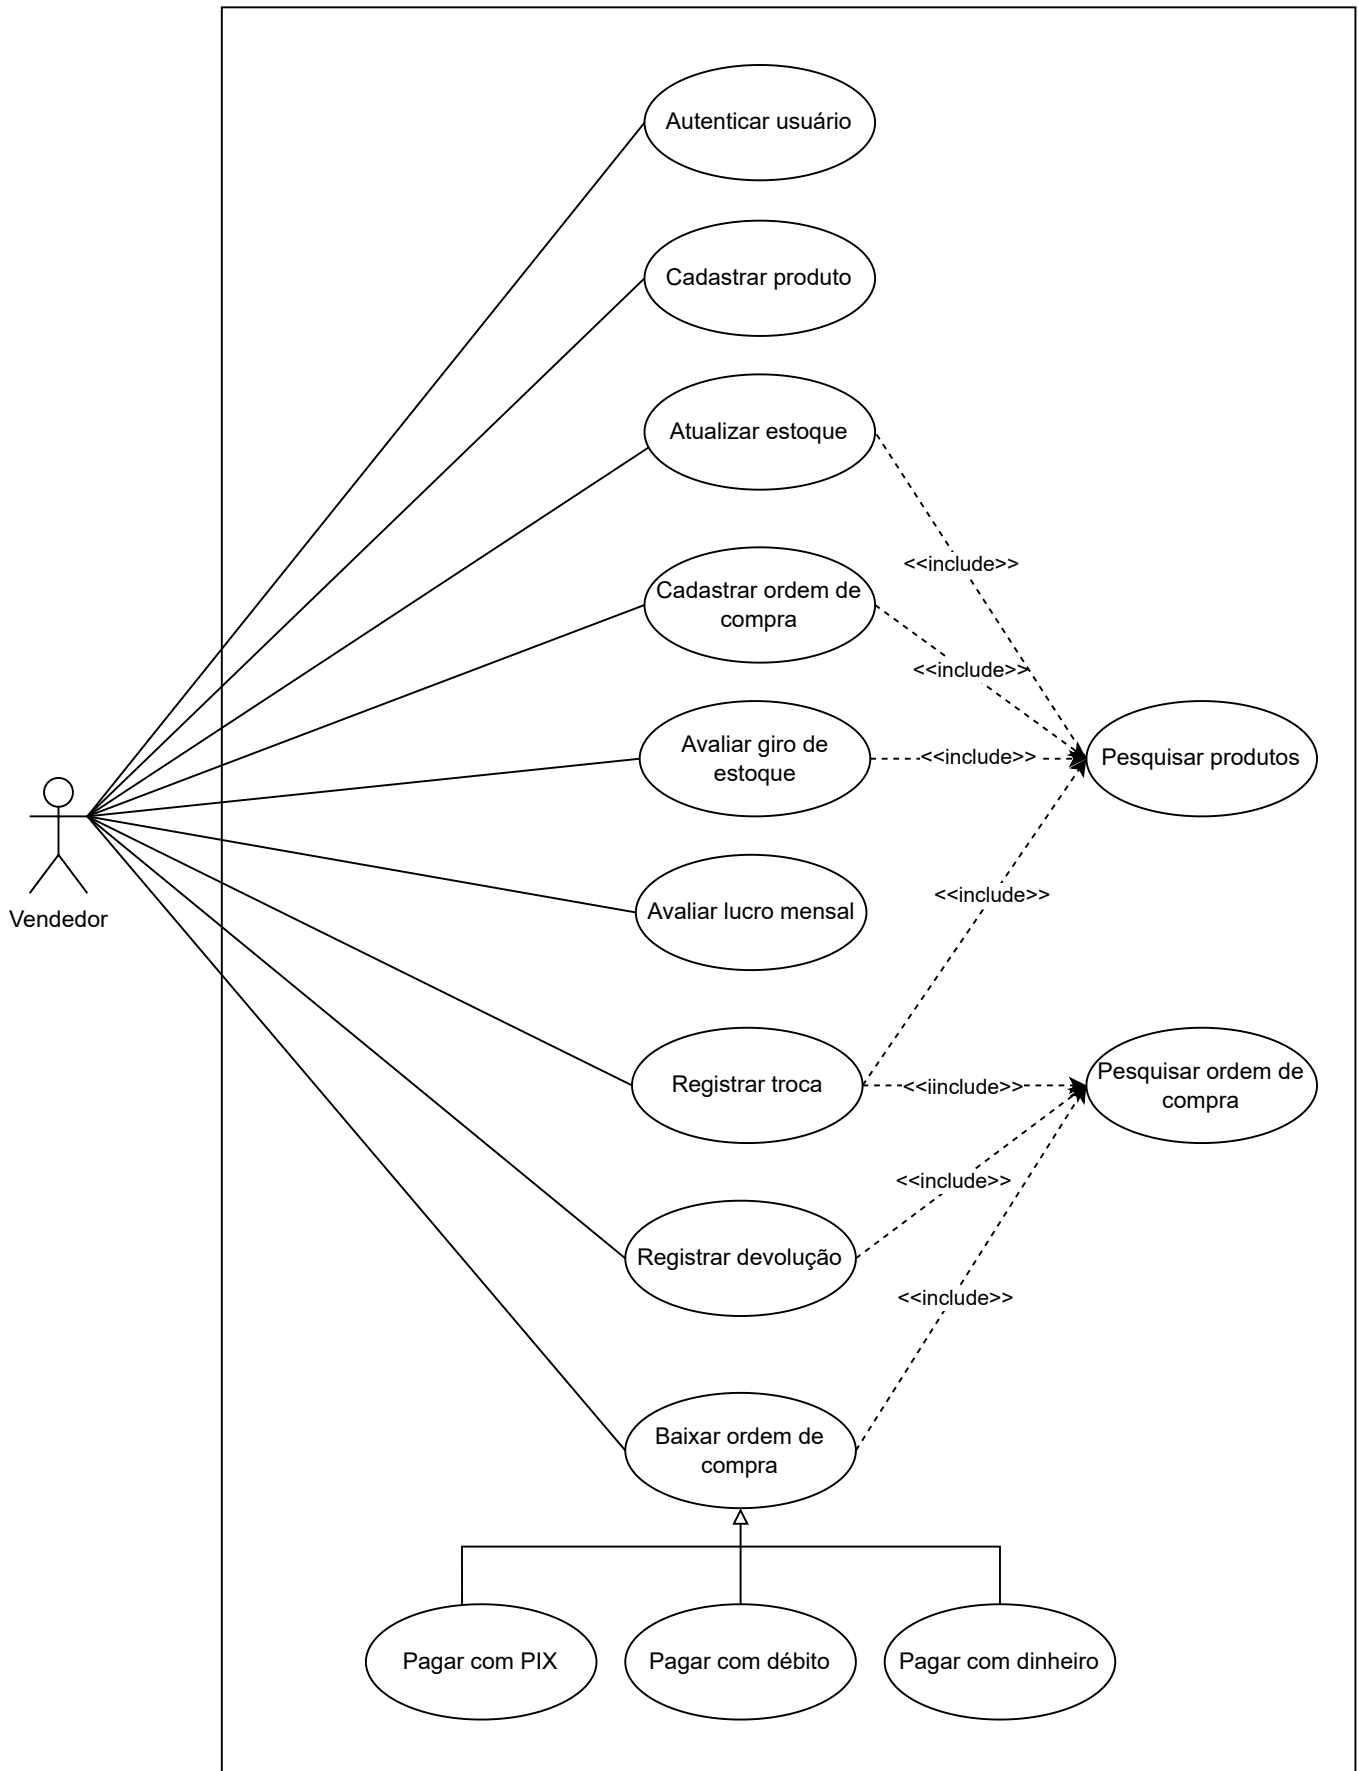 Autenticar usuário
Cadastrar produto
Atualizar estoque
<<include>>
Cadastrar ordem de
compra
<<include>>
Avaliar giro de
estoque
<<include>>
Pesquisar produtos
<<include>>
Avaliar lucro mensal
Vendedor
Registrar troca
<<iinclude>>
Pesquisar ordem de
compra
<<include>>
Registrar devolução
<<include>>
Baixar ordem de
compra
Pagar com PIX
Pagar com débito
Pagar com dinheiro